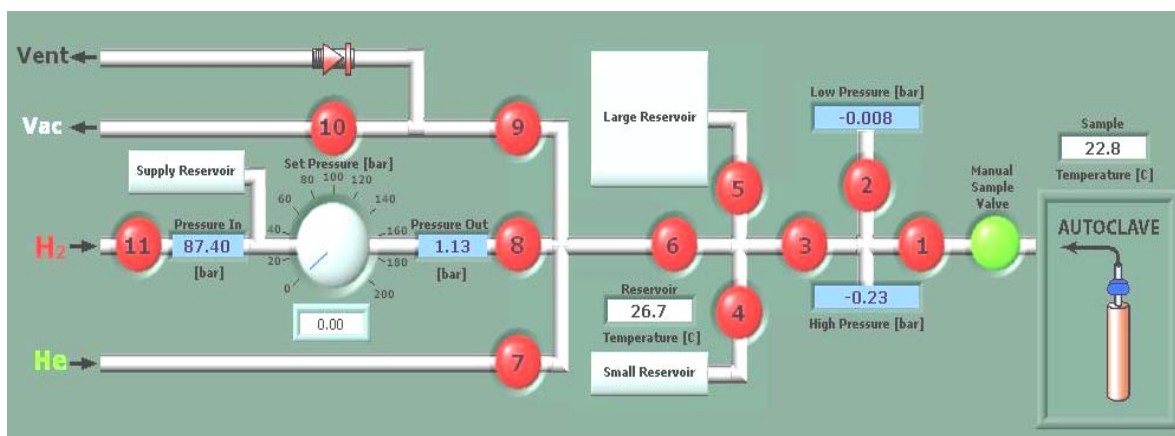 Vent
Vac
10
9
Supply Reservoir
Set Pressure [bar]
0
20
40
60
80
100
120
140
160
180
200
H2
11
Pressure In
87.40
[bar]
Pressure Out
1.13
[bar]
8
0.00
He
7
Large Reservoir
5
6
Reservoir
26.7
Temperature [C]
4
Small Reservoir
3
Low Pressure [bar]
-0.008
2
-0.23
High Pressure [bar]
1
Manual
Sample
Valve
Sample
22.8
Temperature [C]
AUTOCLAVE